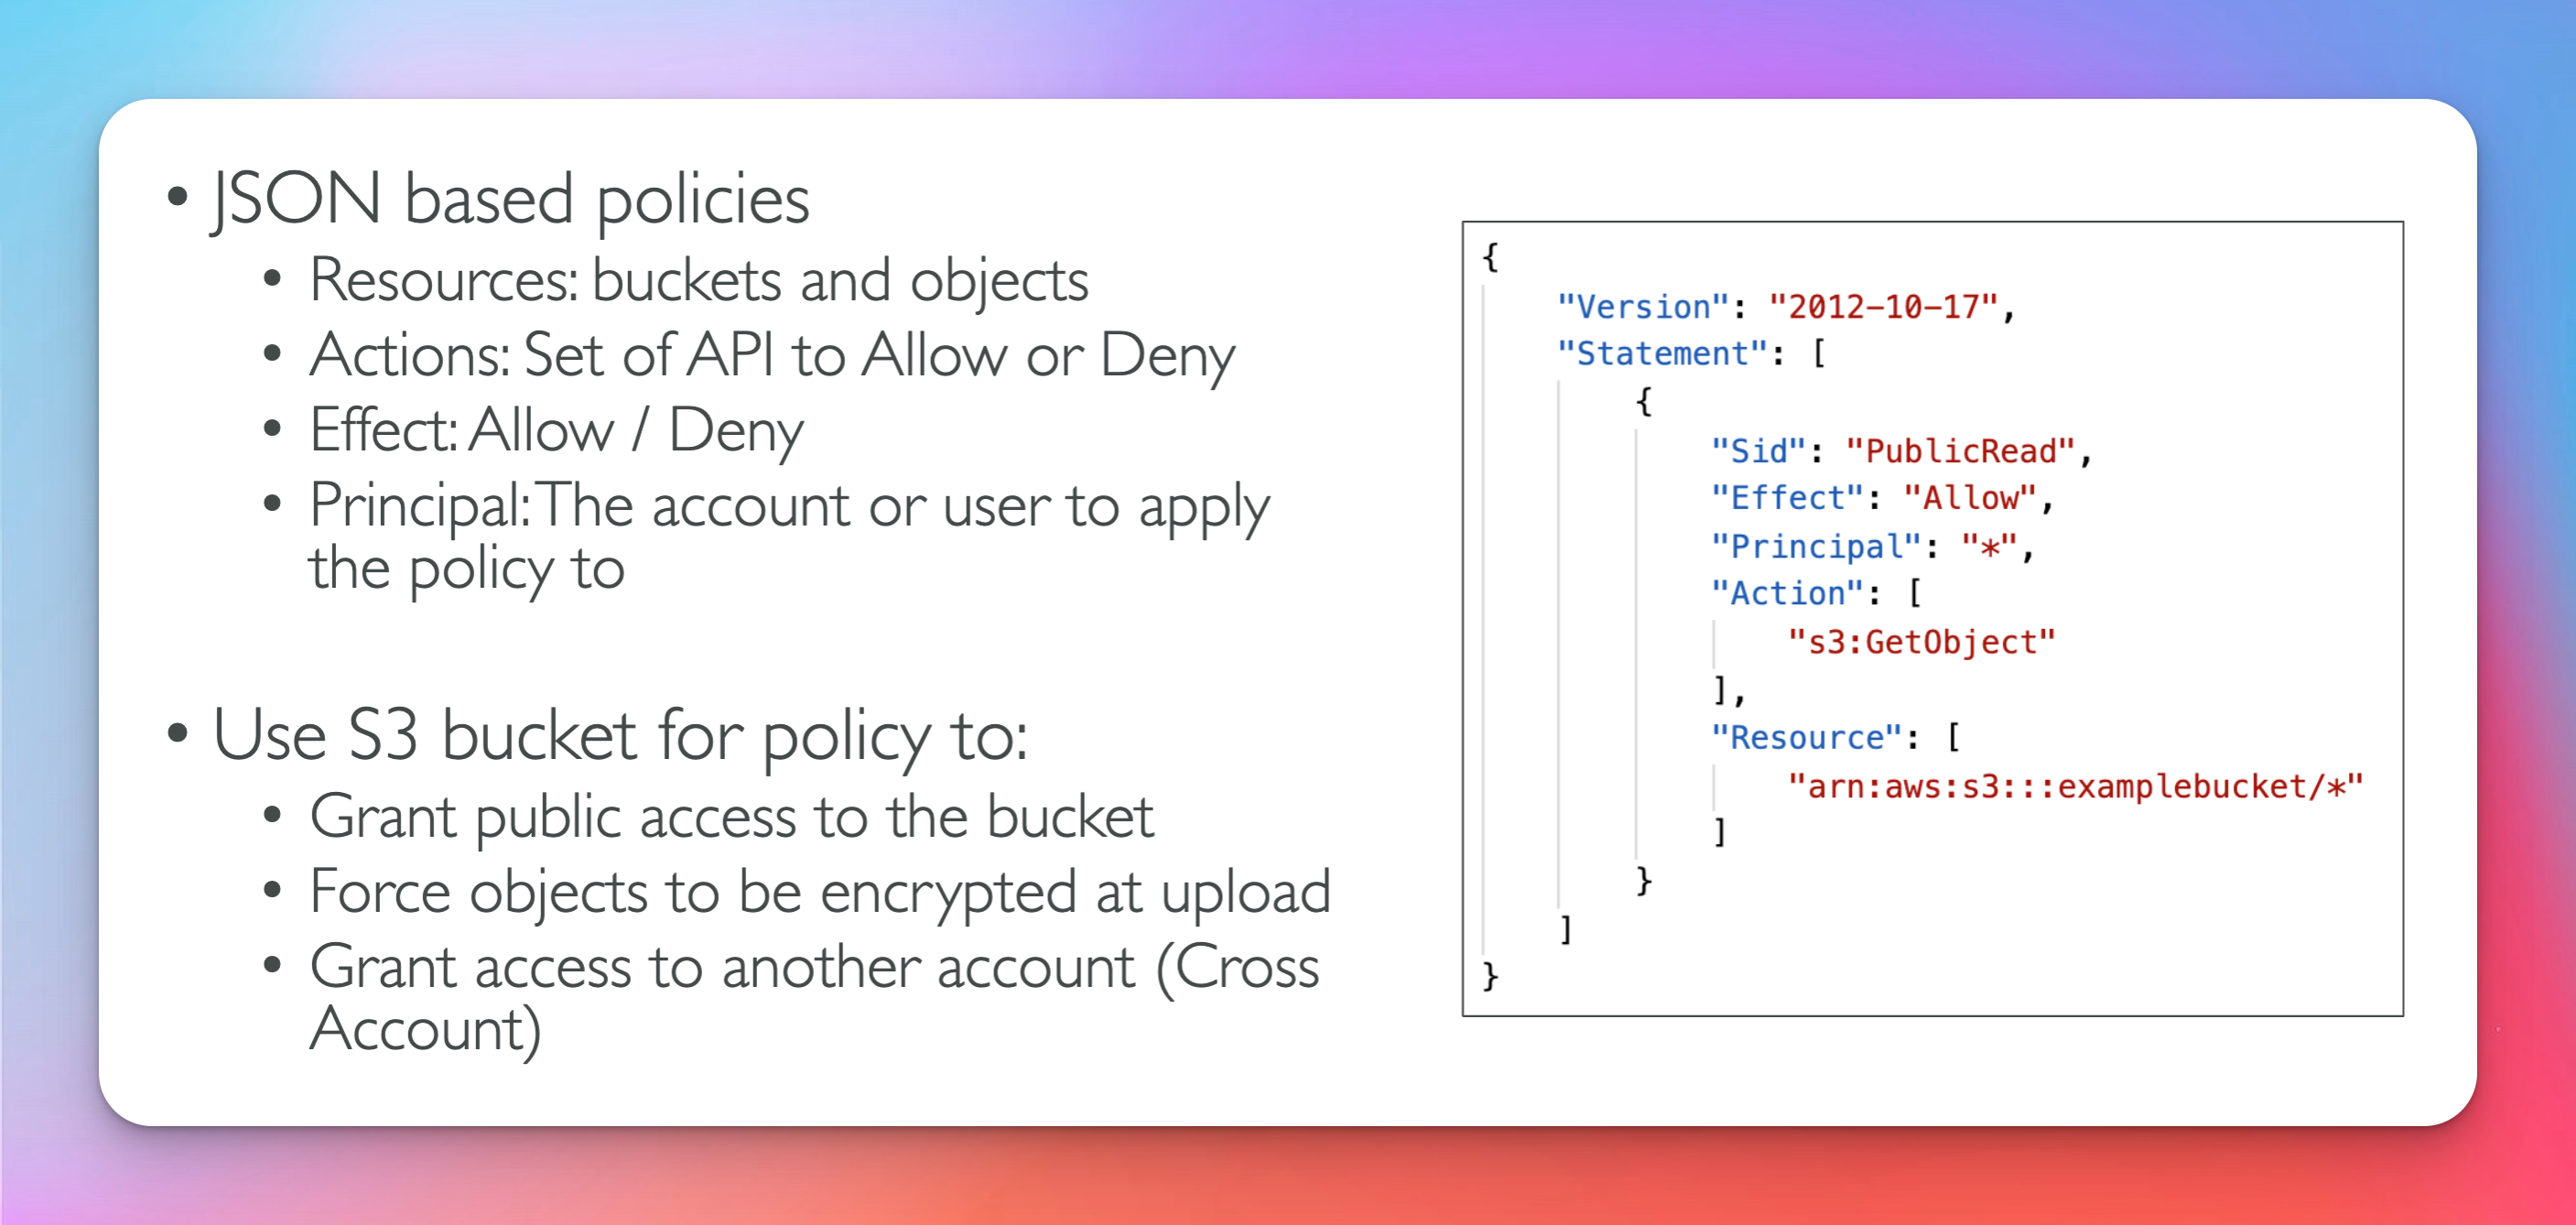 • JSON based policies
• Resources: buckets and objects
• Actions: Set of API to Allow or Deny
• Effect: Allow / Deny
• Principal: The account or user to apply
the policy to
• Use S3 bucket for policy to:
• Grant public access to the bucket
• Force objects to be encrypted at upload
• Grant access to another account (Cross
Account)
{
"Version": "2012-10-17",
"Statement": [
{
"Sid": "PublicRead",
"Effect": "Allow",
"Principal": "*",
"Action": [
"s3:GetObject"
],
"Resource": [
"arn:aws:s3:::examplebucket/*"
]
}
]
}